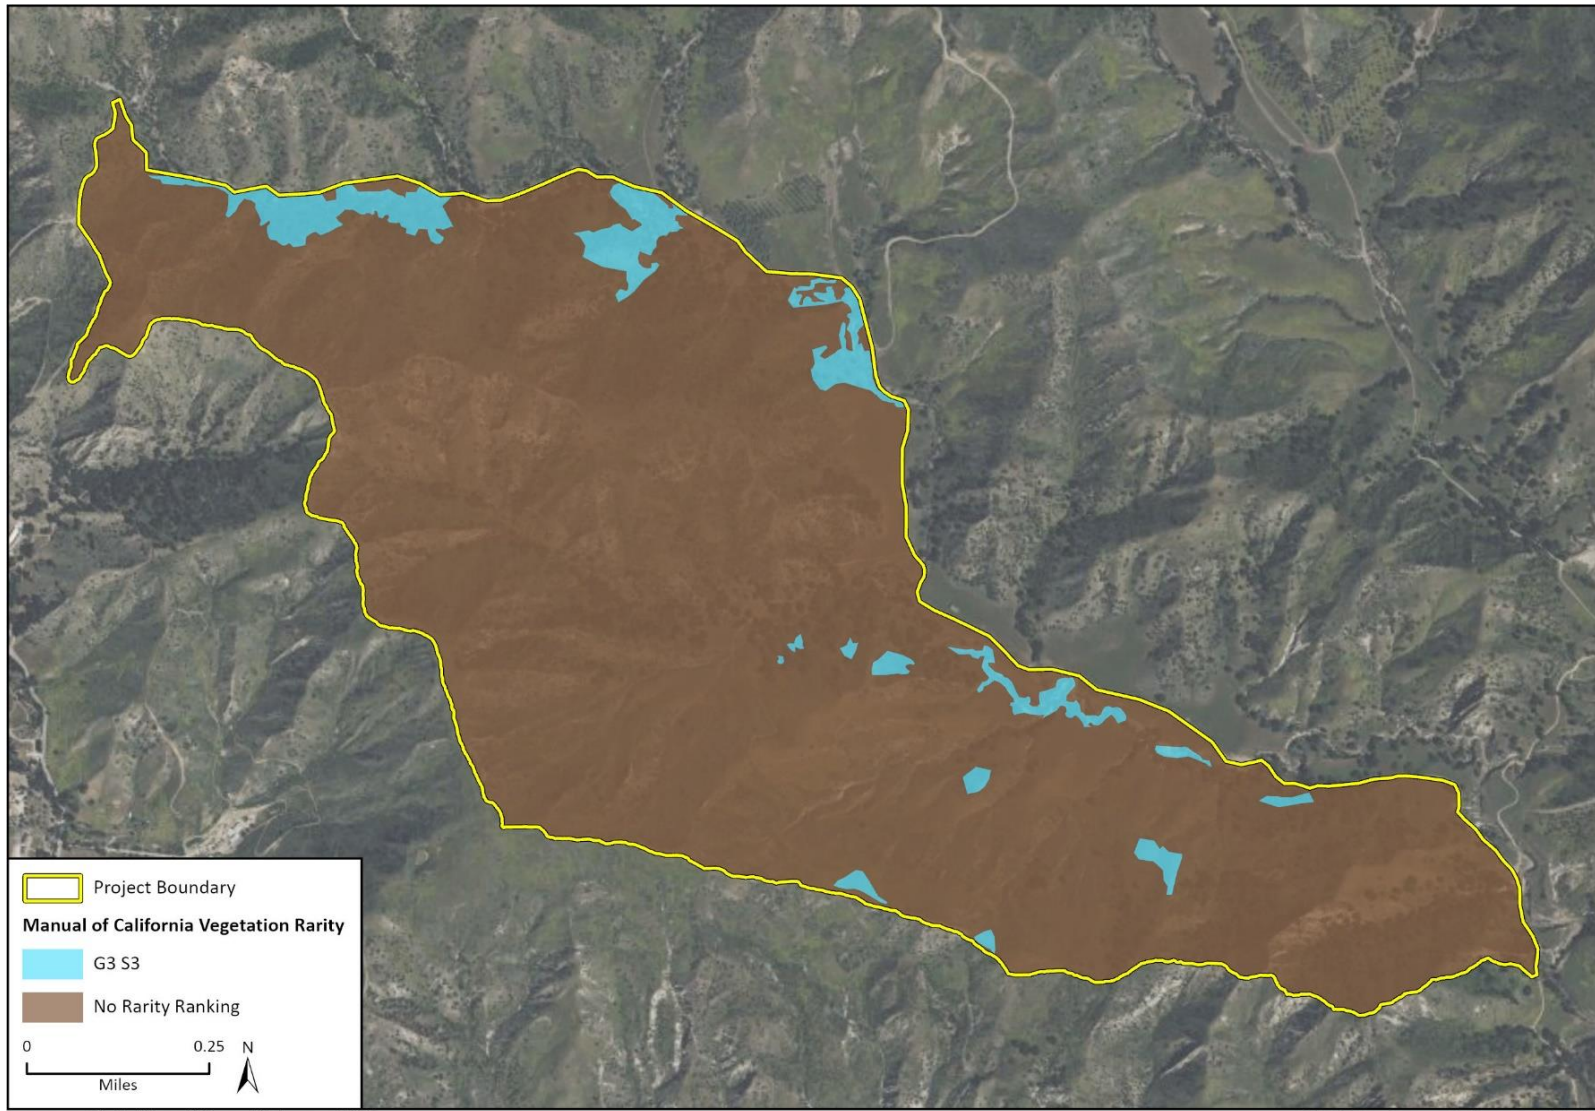 Project Boundary
Manual of California Vegetation Rarity
G3 S3
No Rarity Ranking
0 0.25 N
Miles